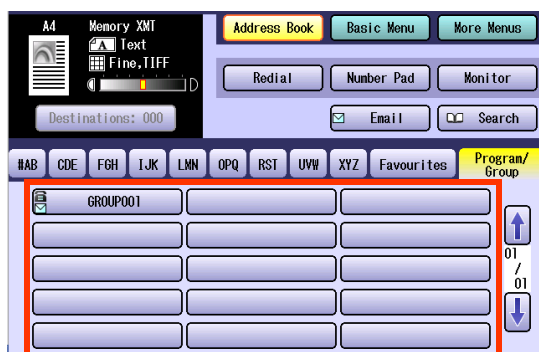 A4 Memory XMT
A Text
Fine,TIFF
D
Destinations: 000
Address Book Basic Menu More Menus
Redial Number Pad Monitor
Email Search
#AB CDE FGH IJK LMN OPQ RST UVW XYZ Favourites Program/
Group
GROUP001
01
/
01